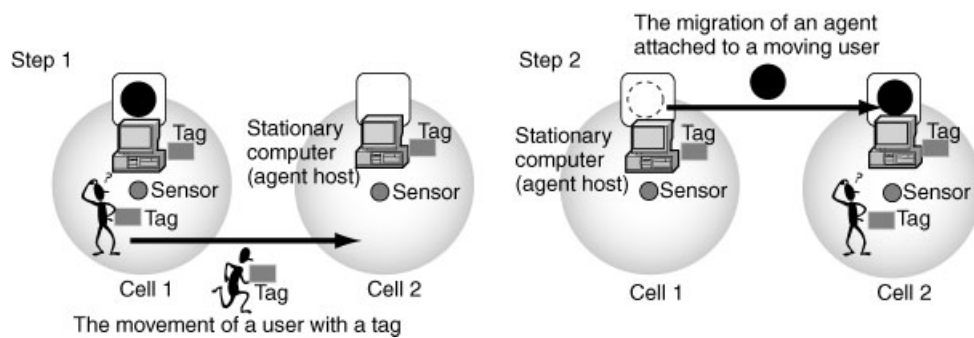 Step 1
Tag
Sensor
Tag
Cell 1
Stationary
computer
(agent host)
Tag
Sensor
Cell 2
Tag
The movement of a user with a tag
Step 2
The migration of an agent
attached to a moving user
Stationary
computer
(agent host)
Tag
Sensor
Cell 1
Tag
Sensor
Tag
Cell 2